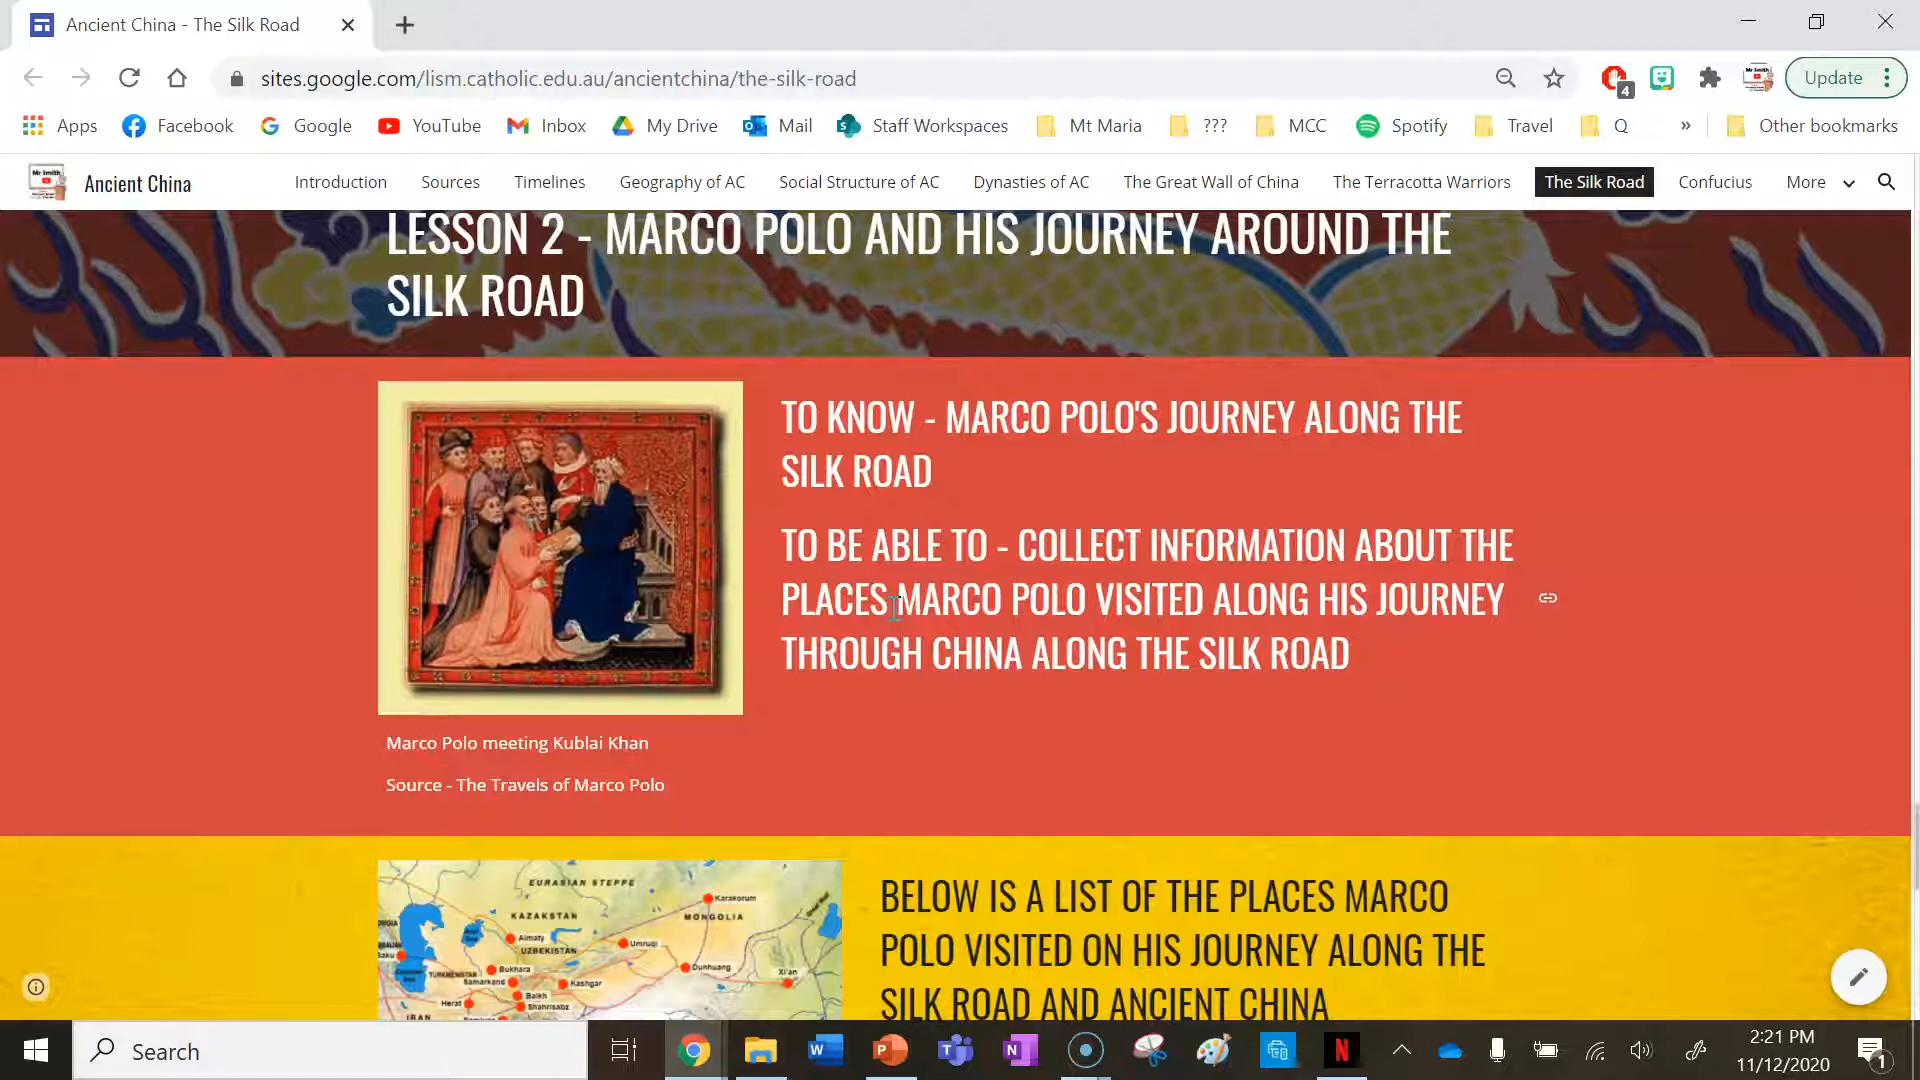 Ancient China - The Silk Road
sites.google.com/lism.catholic.edu.au/ancientchina/the-silk-road
4
Update
Apps
Facebook
Google
YouTube
Inbox
My Drive
Mail
Staff Workspaces
Mt Maria
???
MCC
Spotify
Travel
Q
»
Other bookmarks
Mr Smith
Ancient China
Introduction
Sources
Timelines
Geography of AC
Social Structure of AC
Dynasties of AC
The Great Wall of China
The Terracotta Warriors
The Silk Road
Confucius
More
LESSON 2 - MARCO POLO AND HIS JOURNEY AROUND THE
SILK ROAD
TO KNOW - MARCO POLO'S JOURNEY ALONG THE
SILK ROAD
TO BE ABLE TO - COLLECT INFORMATION ABOUT THE
PLACES MARCO POLO VISITED ALONG HIS JOURNEY
THROUGH CHINA ALONG THE SILK ROAD
Marco Polo meeting Kublai Khan
Source - The Travels of Marco Polo
EURASIAN STEPPE
Karakorum
KAZAKSTAN
MONGOLIA
Almaty
Umruqi
UZBEKISTAN
Baku
TURKMENISTAN
Bukhara
Dunhuang
Xi'an
Samarkand
Kashgar
Balkh
Herat
Shahrisabz
IRAN
BELOW IS A LIST OF THE PLACES MARCO
POLO VISITED ON HIS JOURNEY ALONG THE
SILK ROAD AND ANCIENT CHINA
Search
2:21 PM
11/12/2020
1